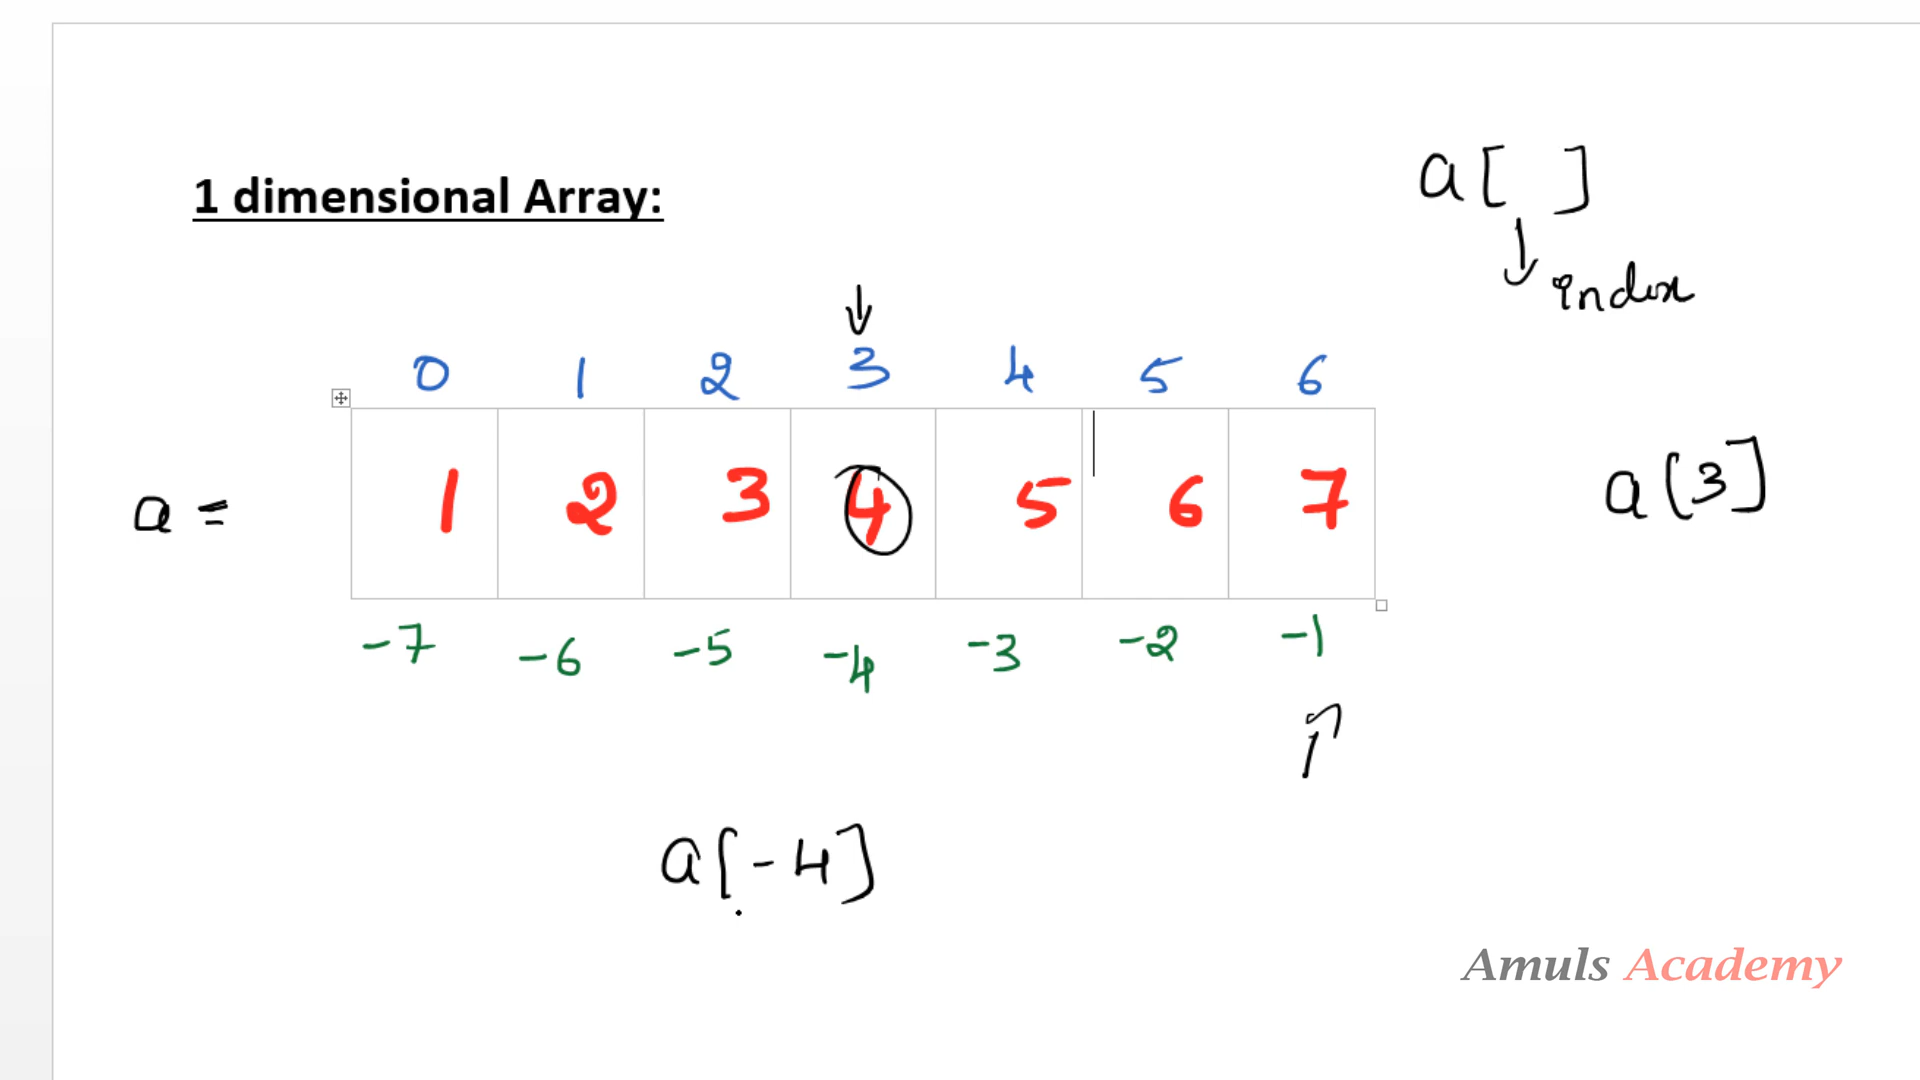 1 dimensional Array:
a[ ]
index
0 1 2 3 4 5 6
a = 1 2 3 4 5 6 7
a[3]
-7 -6 -5 -4 -3 -2 -1
a[-4]
Amuls Academy